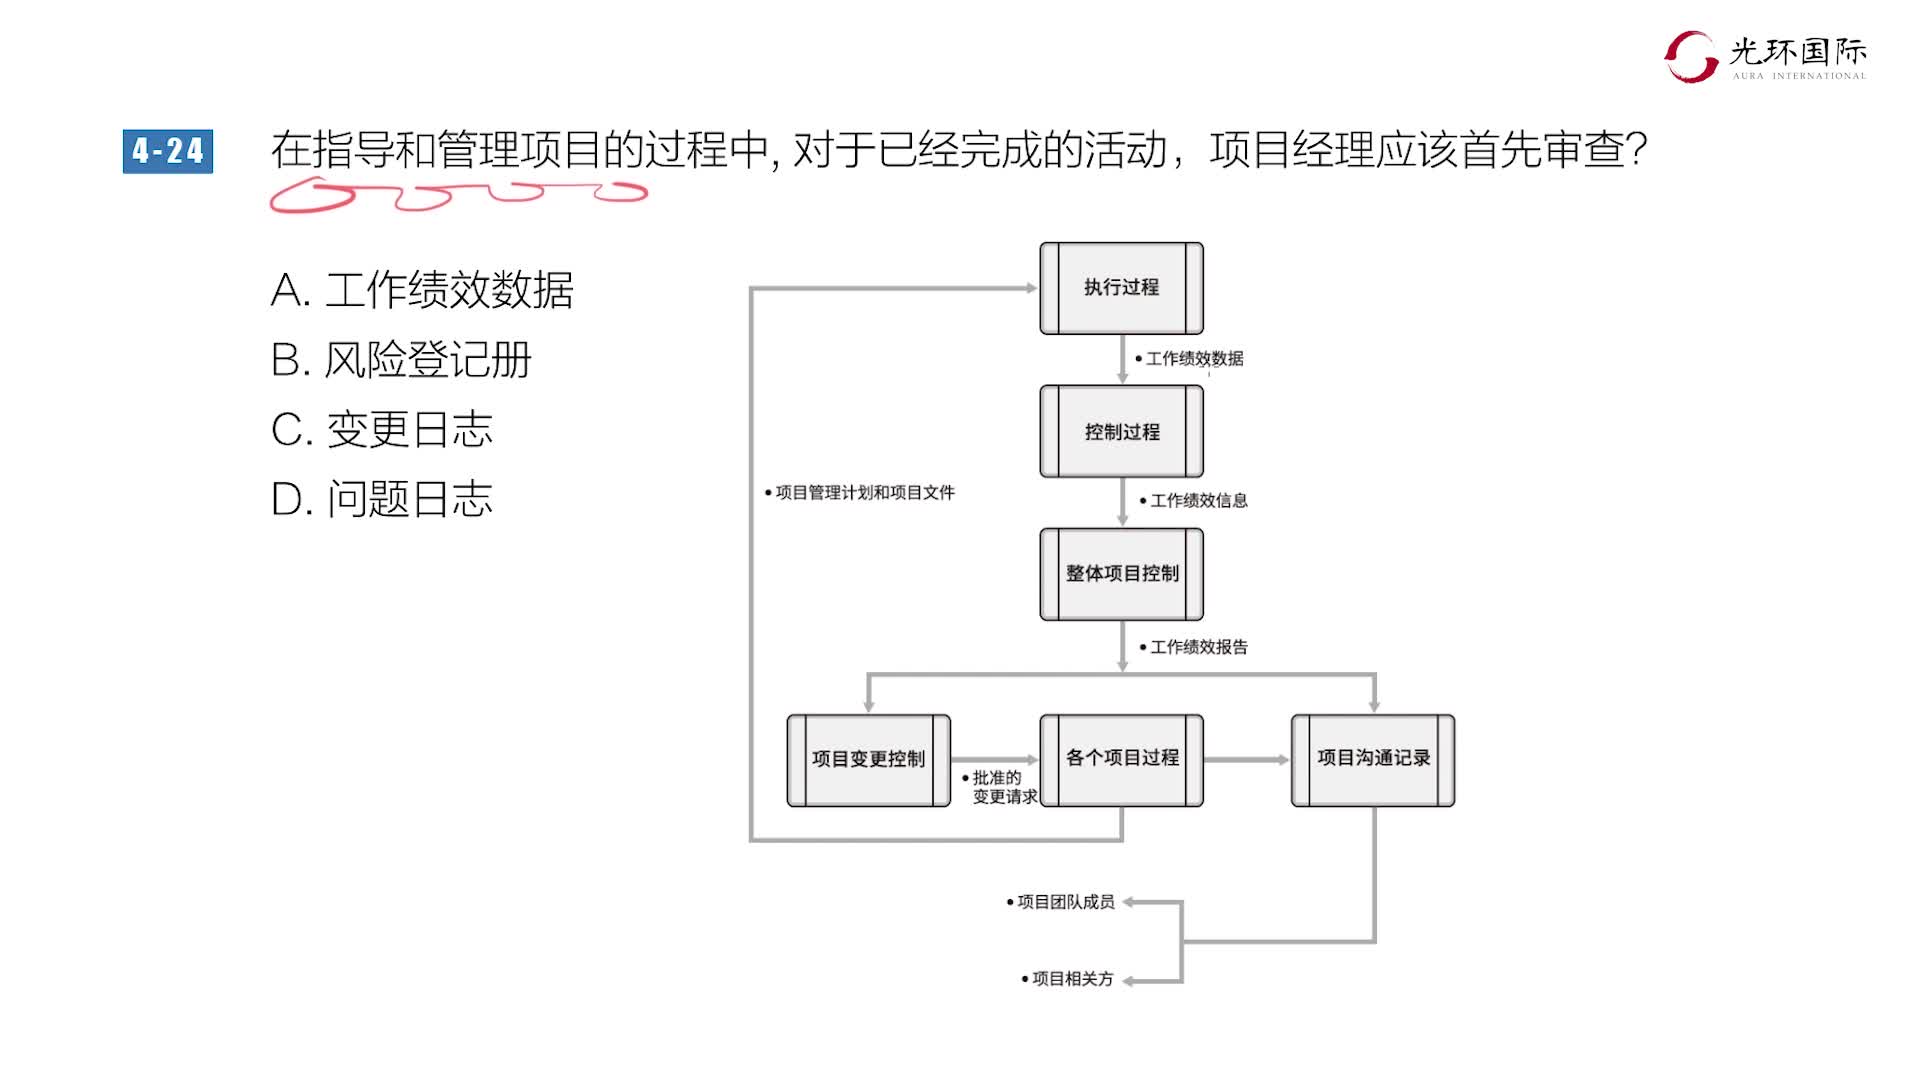 光环国际
AURA INTERNATIONAL
4-24 在指导和管理项目的过程中, 对于已经完成的活动，项目经理应该首先审查?
A. 工作绩效数据
B. 风险登记册
C. 变更日志
D. 问题日志
执行过程
• 工作绩效数据
控制过程
• 项目管理计划和项目文件
• 工作绩效信息
整体项目控制
• 工作绩效报告
项目变更控制
• 批准的
变更请求
各个项目过程
项目沟通记录
• 项目团队成员
• 项目相关方